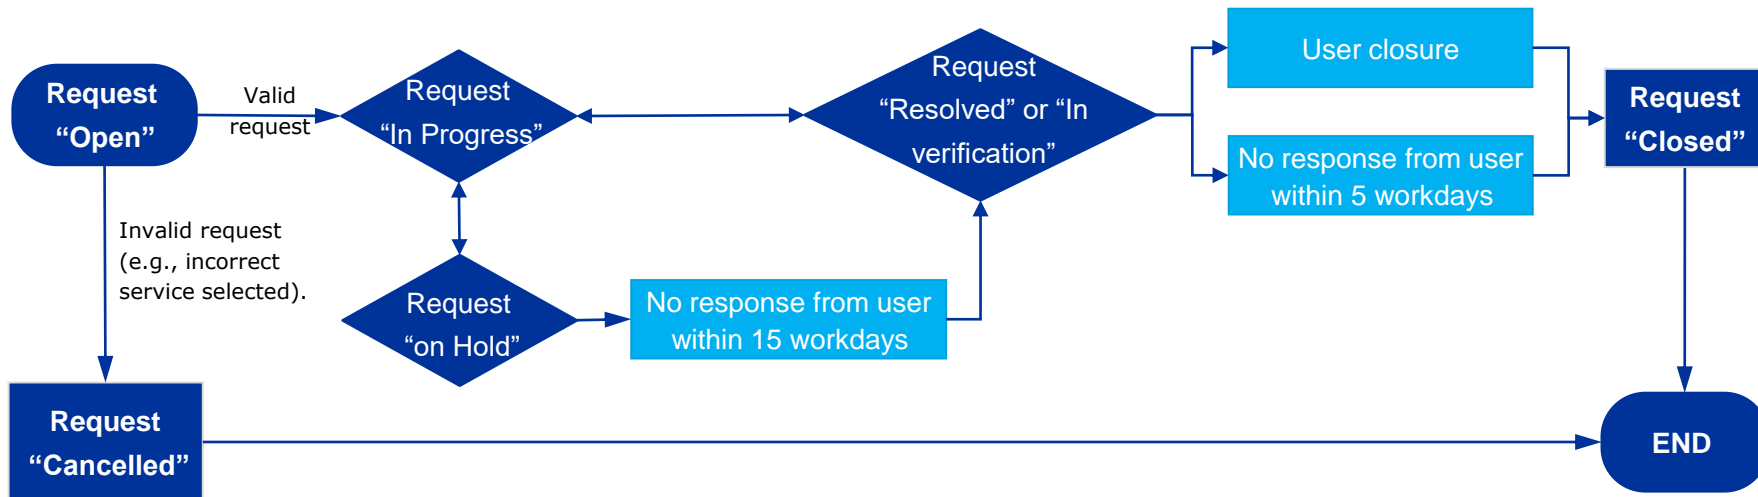 Request
“Open”
Valid
request
Request
“In Progress”
Request
“Resolved” or “In
verification”
User closure
No response from user
within 5 workdays
Request
“Closed”
Invalid request
(e.g., incorrect
service selected).
Request
“on Hold”
No response from user
within 15 workdays
Request
“Cancelled”
END